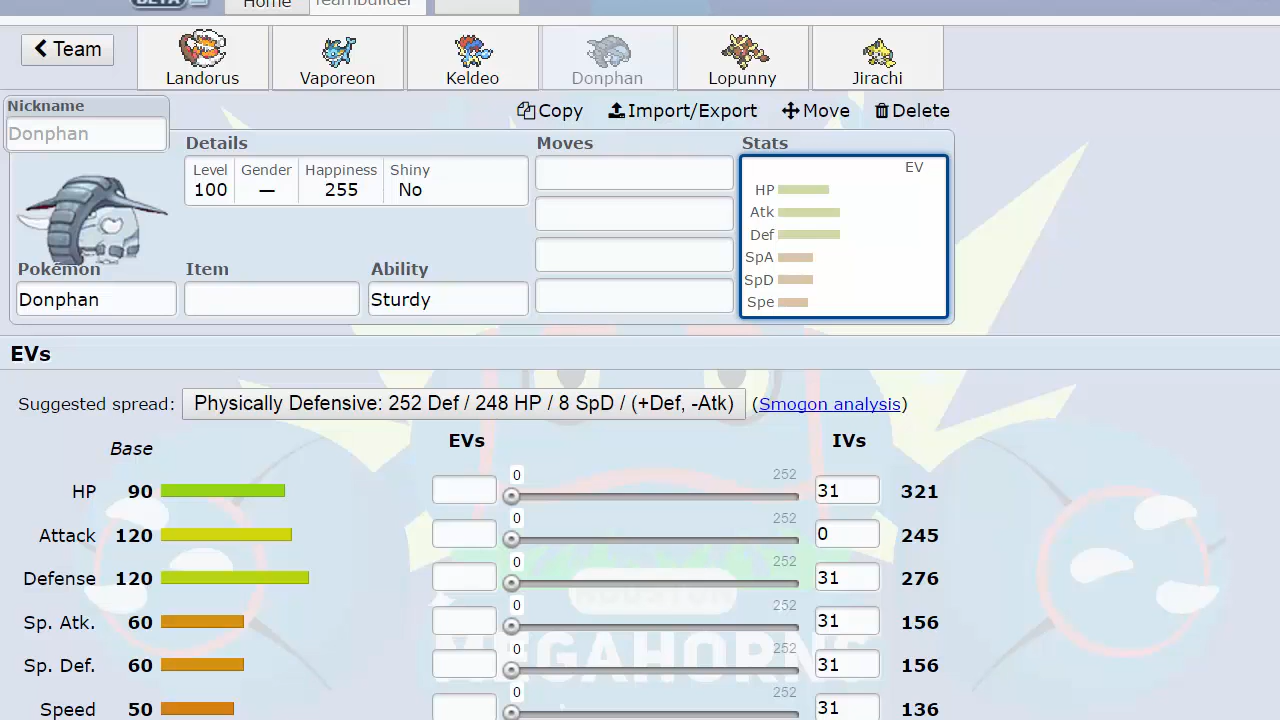 BETA
Home Teambuilder
Team
Landorus
Vaporeon
Keldeo
Donphan
Lopunny
Jirachi
Copy Import/Export Move Delete
Nickname
Donphan
Details
Level Gender Happiness Shiny
100 — 255 No
Moves
Stats
EV
HP
Atk
Def
SpA
SpD
Spe
Pokémon Item Ability
Donphan Sturdy
EVs
Suggested spread: Physically Defensive: 252 Def / 248 HP / 8 SpD / (+Def, -Atk) (Smogon analysis)
Base EVs IVs
0 252
HP 90 31 321
0 252
Attack 120 0 245
0 252
Defense 120 31 276
0 252
Sp. Atk. 60 31 156
0 252
Sp. Def. 60 31 156
0 252
Speed 50 31 136
HOUSTON
MEGAHORNS